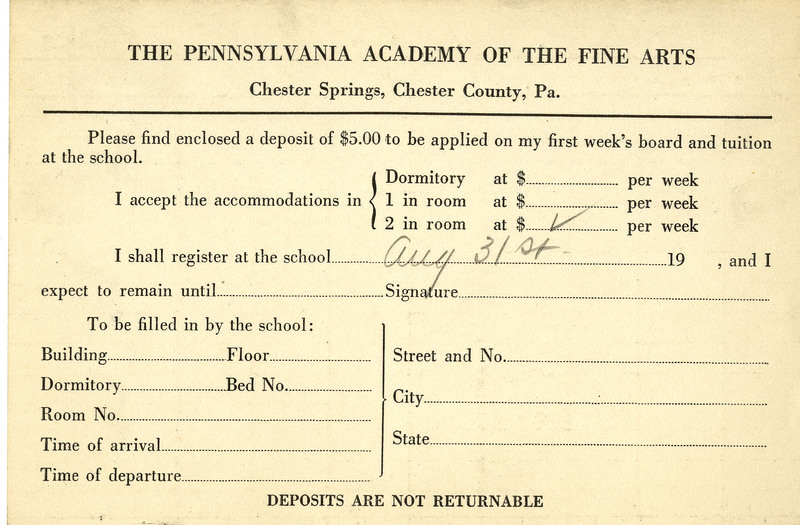 THE PENNSYLVANIA ACADEMY OF THE FINE ARTS
Chester Springs, Chester County, Pa.
Please find enclosed a deposit of $5.00 to be applied on my first week's board and tuition
at the school.
Dormitory at $ per week
I accept the accommodations in { 1 in room at $ per week
2 in room at $ ✓ per week
I shall register at the school Aug 31st 19 , and I
expect to remain until Signature
To be filled in by the school:
Building Floor
Street and No.
Dormitory Bed No.
City
Room No.
State
Time of arrival
Time of departure
DEPOSITS ARE NOT RETURNABLE